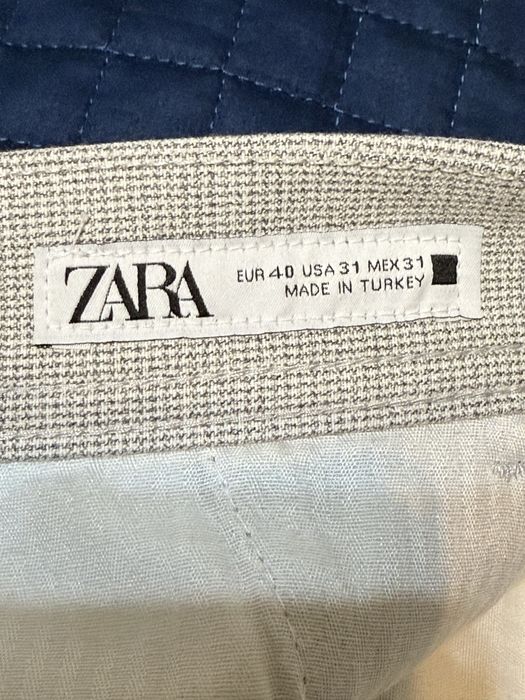 ZARA
EUR 40 USA 31 MEX 31
MADE IN TURKEY